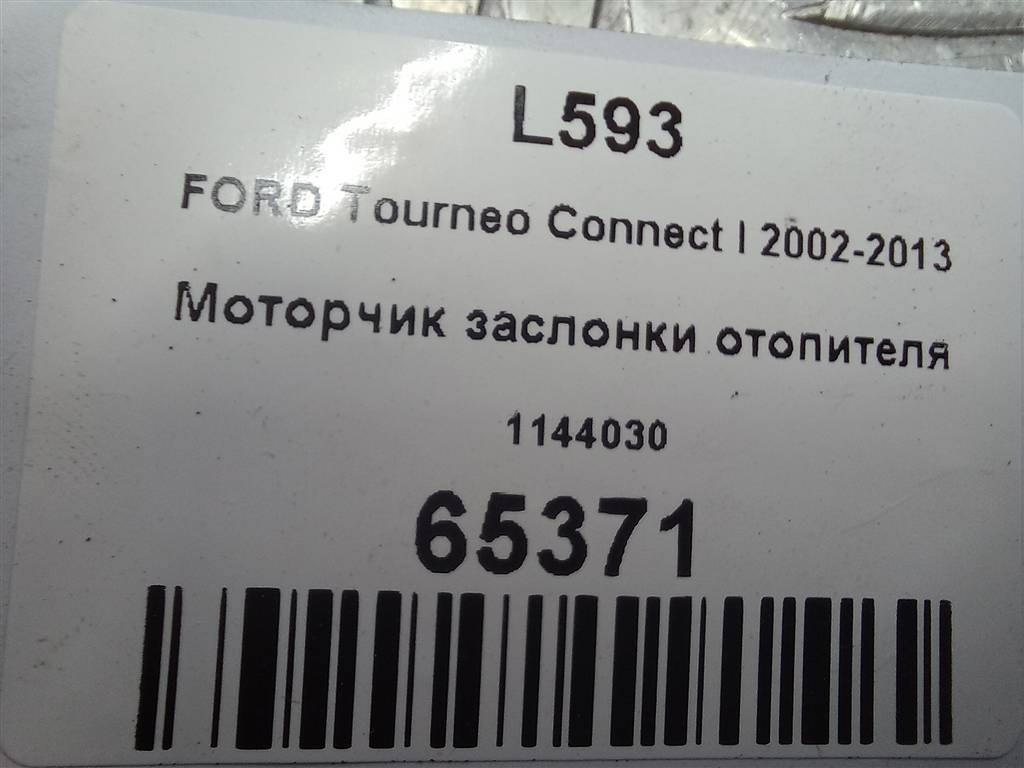 L593
FORD Tourneo Connect I 2002-2013
Моторчик заслонки отопителя
1144030
65371